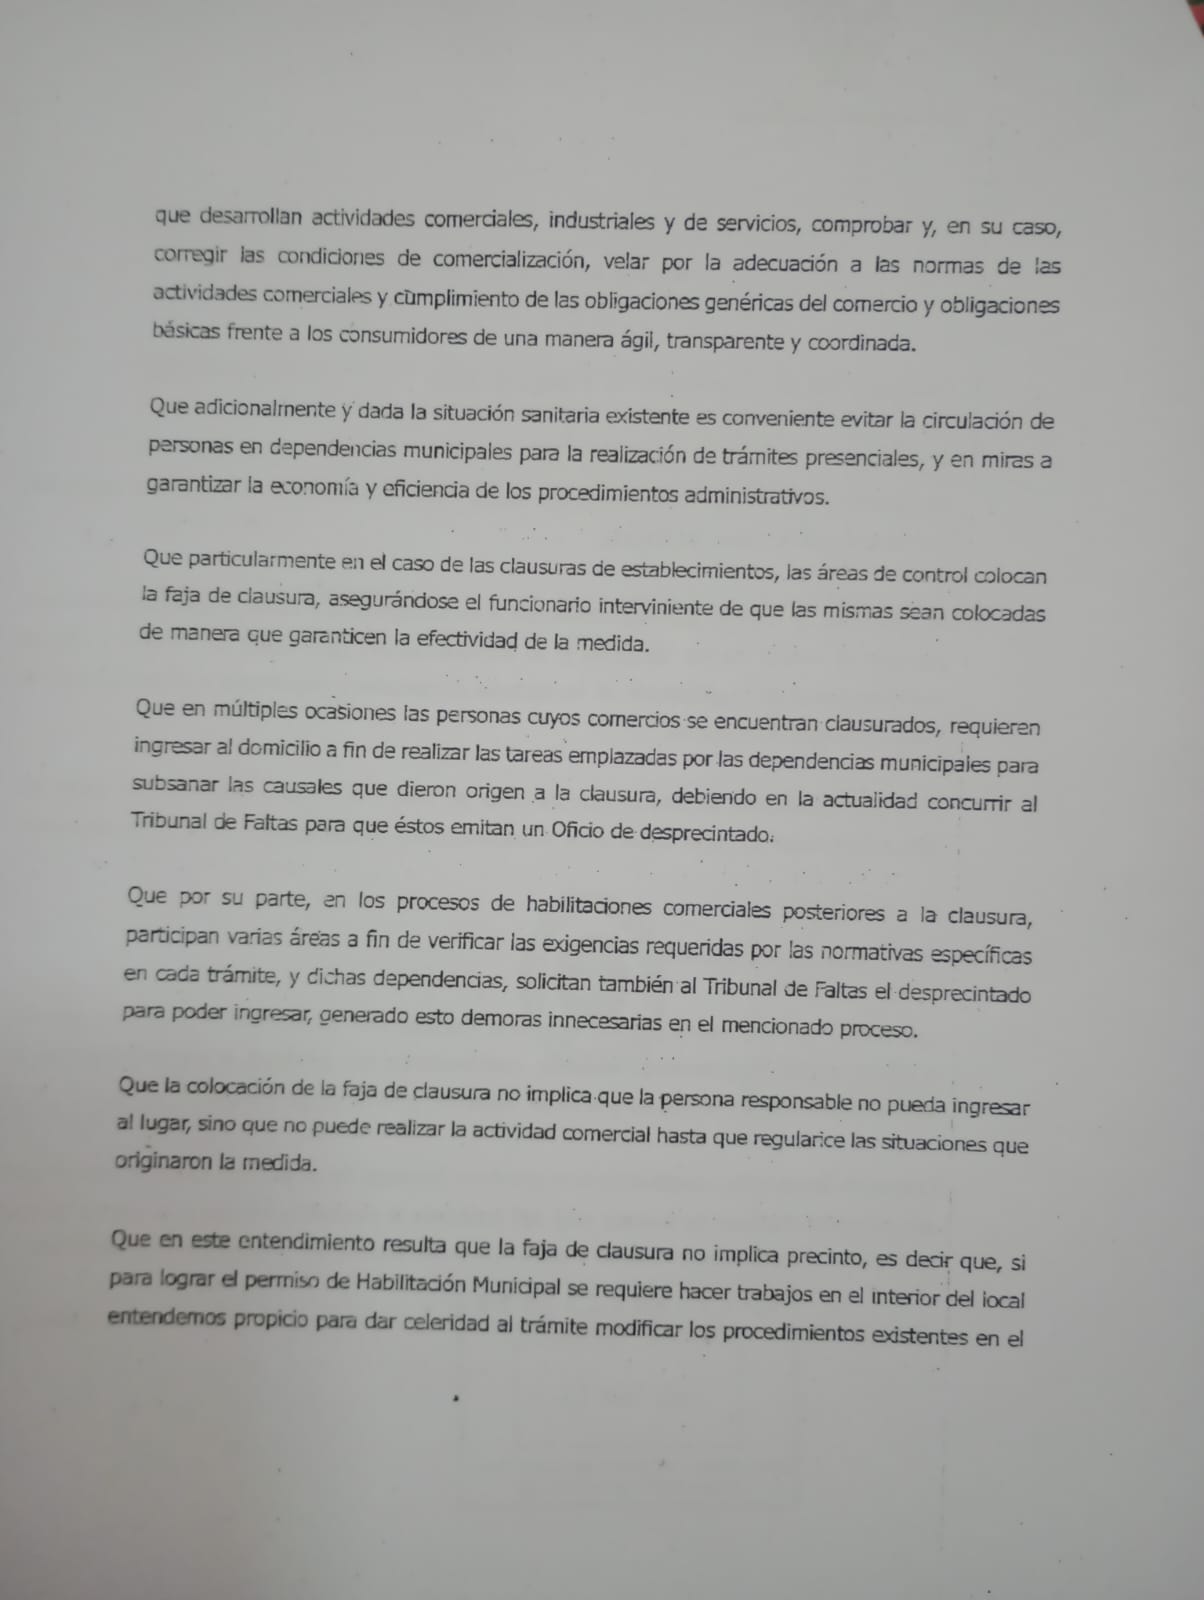 que desarrollan actividades comerciales, industriales y de servicios, comprobar y, en su caso,
corregir las condiciones de comercialización, velar por la adecuación a las normas de las
actividades comerciales y cumplimiento de las obligaciones genéricas del comercio y obligaciones
básicas frente a los consumidores de una manera ágil, transparente y coordinada.
Que adicionalmente y dada la situación sanitaria existente es conveniente evitar la circulación de
personas en dependencias municipales para la realización de trámites presenciales, y en miras a
garantizar la economía y eficiencia de los procedimientos administrativos.
Que particularmente en el caso de las clausuras de establecimientos, las áreas de control colocan
la faja de clausura, asegurándose el funcionario interviniente de que las mismas sean colocadas
de manera que garanticen la efectividad de la medida.
Que en múltiples ocasiones las personas cuyos comercios se encuentran clausurados, requieren
ingresar al domicilio a fin de realizar las tareas emplazadas por las dependencias municipales para
subsanar las causales que dieron origen a la clausura, debiendo en la actualidad concurrir al
Tribunal de Faltas para que éstos emitan un Oficio de desprecintado.
Que por su parte, en los procesos de habilitaciones comerciales posteriores a la clausura,
participan varias áreas a fin de verificar las exigencias requeridas por las normativas específicas
en cada trámite, y dichas dependencias, solicitan también al Tribunal de Faltas el desprecintado
para poder ingresar, generado esto demoras innecesarias en el mencionado proceso.
Que la colocación de la faja de clausura no implica que la persona responsable no pueda ingresar
al lugar, sino que no puede realizar la actividad comercial hasta que regularice las situaciones que
originaron la medida.
Que en este entendimiento resulta que la faja de clausura no implica precinto, es decir que, si
para lograr el permiso de Habilitación Municipal se requiere hacer trabajos en el interior del local
entendemos propicio para dar celeridad al trámite modificar los procedimientos existentes en el